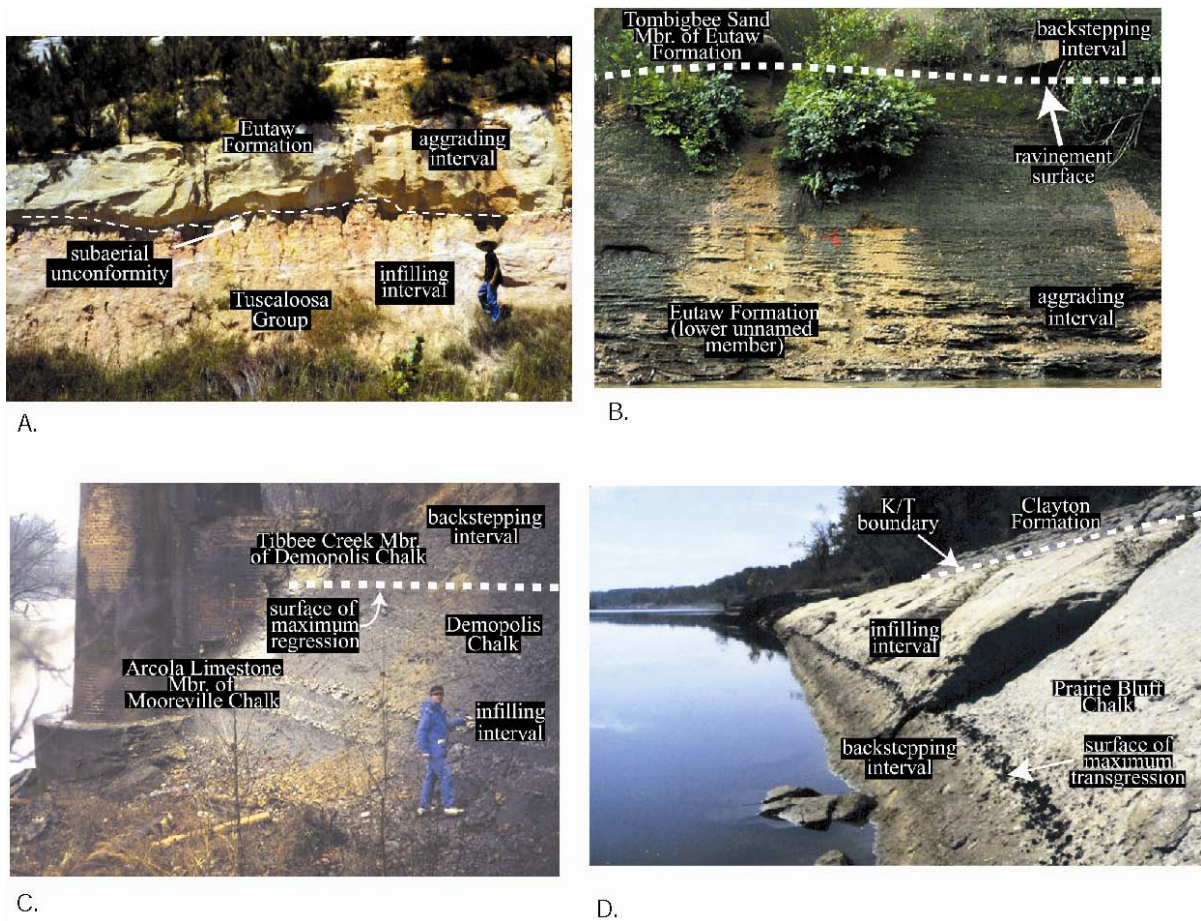 Eutaw
Formation
aggrading
interval
subaerial
unconformity
infilling
interval
Tuscaloosa
Group
A.
Tombigbee Sand
Mbr. of Eutaw
Formation
backstepping
interval
ravinement
surface
Eutaw Formation
(lower unnamed
member)
aggrading
interval
B.
backstepping
interval
Tibbee Creek Mbr.
of Demopolis Chalk
surface of
maximum
regression
Demopolis
Chalk
Arcola Limestone
Mbr. of
Mooreville Chalk
infilling
interval
C.
K/T
boundary
Clayton
Formation
infilling
interval
Prairie Bluff
Chalk
backstepping
interval
surface of
maximum
transgression
D.